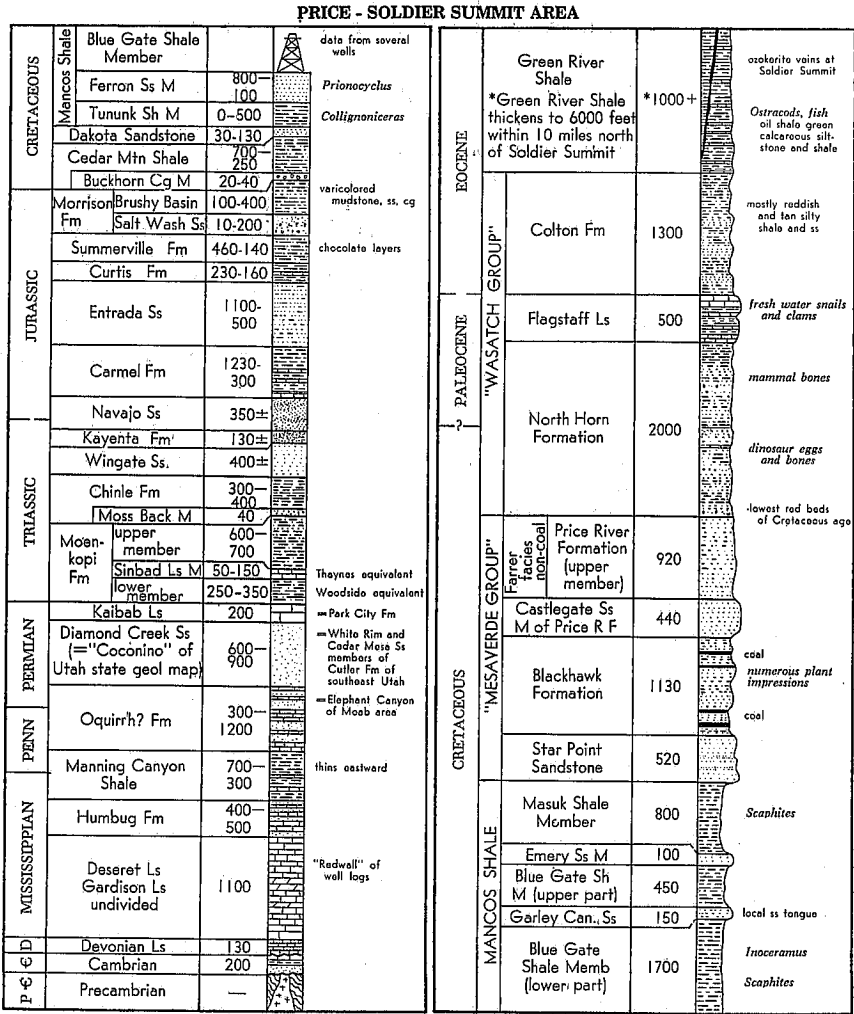 PRICE - SOLDIER SUMMIT AREA
CRETACEOUS
Mancos Shale
Blue Gate Shale
Member
data from several
wells
Ferron Ss M
800-
100
Prionocyclus
Tununk Sh M
0-500
Collignoniceras
Dakota Sandstone
30-130
Cedar Mtn Shale
700-
250
Buckhorn Cg M
20-40
JURASSIC
Morrison
Fm
Brushy Basin
100-400
varicolored
mudstone, ss, cg
Salt Wash Ss
10-200
Summerville Fm
460-140
chocolate layers
Curtis Fm
230-160
Entrada Ss
1100-
500
Carmel Fm
1230-
300
Navajo Ss
350±
TRIASSIC
Kayenta Fm
130±
Wingate Ss.
400±
Chinle Fm
300-
400
Moss Back M
40
Moen-
kopi
Fm
upper
member
600-
700
Sinbad Ls M
50-150
Thaynes equivalent
lower
member
250-350
Woodside equivalent
PERMIAN
Kaibab Ls
200
=Park City Fm
Diamond Creek Ss
(="Coconino" of
Utah state geol map)
600-
900
=White Rim and
Cedar Mesa Ss
members of
Cutler Fm of
southeast Utah
PENN
Oquirrh? Fm
300-
1200
=Elephant Canyon
of Moab area
Manning Canyon
Shale
700-
300
thins eastward
MISSISSIPPIAN
Humbug Fm
400-
500
Deseret Ls
Gardison Ls
undivided
1100
"Redwall" of
well logs
D
Devonian Ls
130
Є
Cambrian
200
PЄ
Precambrian
—
EOCENE
Green River
Shale
*Green River Shale
thickens to 6000 feet
within 10 miles north
of Soldier Summit
*1000+
ozokerite veins at
Soldier Summit
Ostracods, fish
oil shale green
calcareous silt-
stone and shale
"WASATCH GROUP"
Colton Fm
1300
mostly reddish
and tan silty
shale and ss
PALEOCENE
Flagstaff Ls
500
fresh water snails
and clams
North Horn
Formation
2000
mammal bones
?
dinosaur eggs
and bones
lowest red beds
of Cretaceous age
CRETACEOUS
"MESAVERDE GROUP"
Farrer
facies
non-coal
Price River
Formation
(upper
member)
920
Castlegate Ss
M of Price R F
440
Blackhawk
Formation
1130
coal
numerous plant
impressions
coal
Star Point
Sandstone
520
MANCOS SHALE
Masuk Shale
Member
800
Scaphites
Emery Ss M
100
Blue Gate Sh
M (upper part)
450
Garley Can. Ss
150
local ss tongue
Blue Gate
Shale Memb
(lower part)
1700
Inoceramus
Scaphites